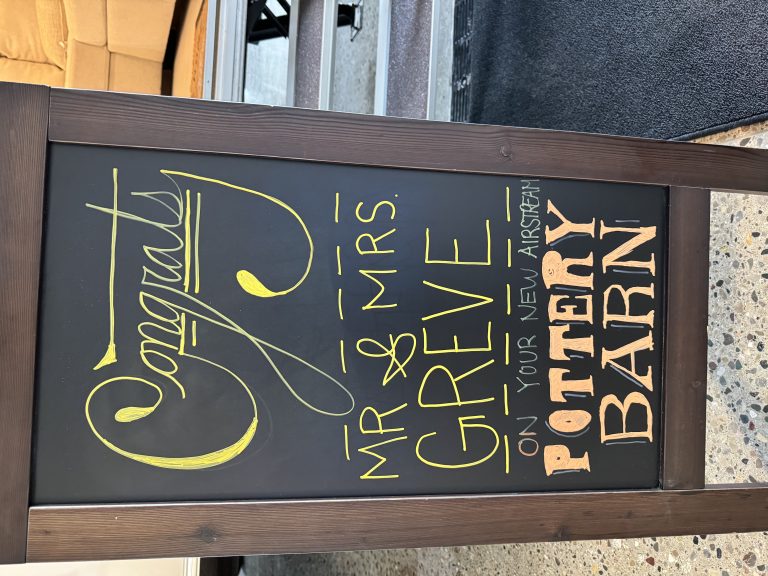 Congrats
MR & MRS.
GREVE
ON YOUR NEW AIRSTREAM
POTTERY
BARN